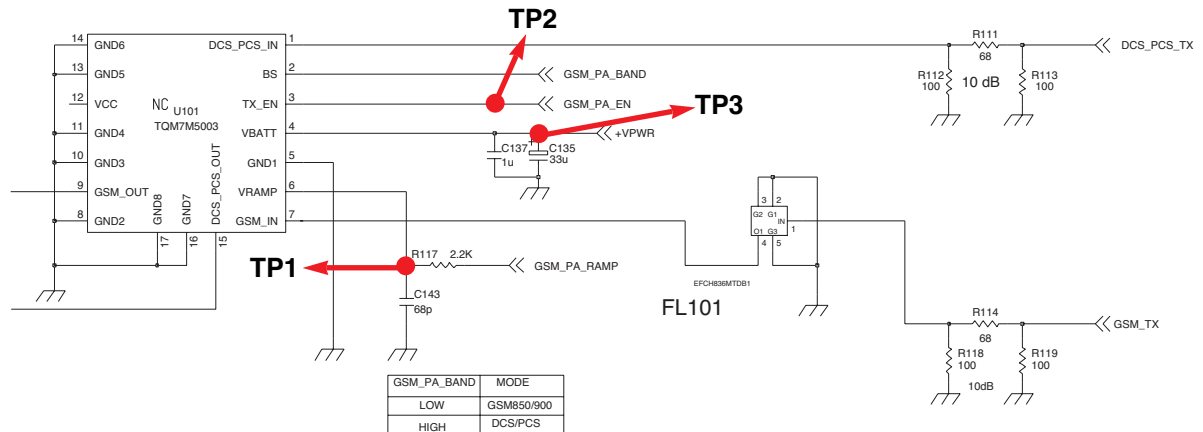 TP2
14 GND6 DCS_PCS_IN 1
R111
68
DCS_PCS_TX
13 GND5 BS 2 GSM_PA_BAND
R112
100
10 dB
R113
100
12 VCC NC U101 TX_EN 3 GSM_PA_EN
TQM7M5003
TP3
11 GND4 VBATT 4 +VPWR
C137
1u
+
C135
33u
10 GND3 GND1 5
9 GSM_OUT VRAMP 6
8 GND2 GSM_IN 7
GND8 GND7 DCS_PCS_OUT
17 16 15
3 2
G2 G1
IN 1
O1 G3
4 5
EFCH836MTDB1
FL101
TP1
R117 2.2K
GSM_PA_RAMP
C143
68p
R114
68
GSM_TX
R118
100
R119
100
10dB
GSM_PA_BAND MODE
LOW GSM850/900
HIGH DCS/PCS